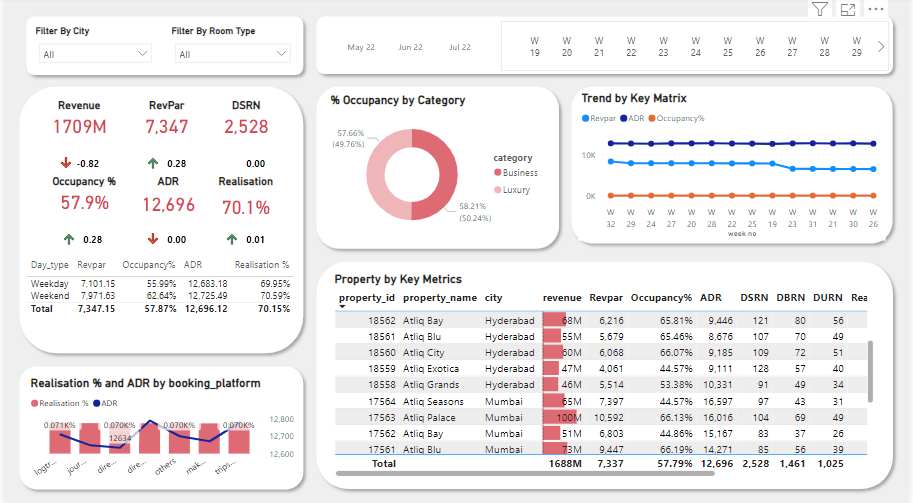 Filter By City
All
Filter By Room Type
All
May 22 Jun 22 Jul 22
W 19 W 20 W 21 W 22 W 23 W 24 W 25 W 26 W 27 W 28 W 29
Revenue RevPar DSRN
1709M 7,347 2,528
-0.82 0.28 0.00
Occupancy % ADR Realisation
57.9% 12,696 70.1%
0.28 0.00 0.01
Day_type Revpar Occupancy% ADR Realisation %
Weekday 7,101.15 55.99% 12,683.18 69.95%
Weekend 7,971.63 62.64% 12,725.49 70.59%
Total 7,347.15 57.87% 12,696.12 70.15%
% Occupancy by Category
57.66%
(49.76%)
58.21%
(50.24%)
category
Business
Luxury
Trend by Key Matrix
Revpar ADR Occupancy%
10K
0K
W 32 W 29 W 24 W 27 W 21 W 20 W 22 W 25 W 19 W 23 W 28 W 31 W 30 W 26
week no
Realisation % and ADR by booking_platform
Realisation % ADR
0.071K% 0.070K% 0.070K% 0.070K%
12634
12,800
12,700
12,600
logtr... jour... dire... dire... others mak... trips...
Property by Key Metrics
property_id property_name city revenue Revpar Occupancy% ADR DSRN DBRN DURN Rea
18562 Atliq Bay Hyderabad 68M 6,216 65.81% 9,446 121 80 56
18561 Atliq Blu Hyderabad 55M 5,679 65.46% 8,676 107 70 49
18560 Atliq City Hyderabad 60M 6,068 66.07% 9,185 109 72 51
18559 Atliq Exotica Hyderabad 47M 4,061 44.57% 9,111 128 57 40
18558 Atliq Grands Hyderabad 46M 5,514 53.38% 10,331 91 49 34
17564 Atliq Seasons Mumbai 65M 7,397 44.57% 16,597 97 43 31
17563 Atliq Palace Mumbai 100M 10,592 66.13% 16,016 104 69 49
17562 Atliq Bay Mumbai 51M 6,803 44.86% 15,167 83 37 26
17561 Atliq Blu Mumbai 73M 9,447 66.19% 14,271 85 56 39
Total 1688M 7,337 57.79% 12,696 2,528 1,461 1,025